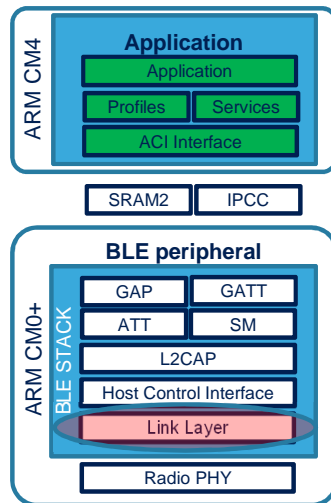 ARM CM4
Application
Application
Profiles Services
ACI Interface
SRAM2 IPCC
ARM CM0+
BLE peripheral
BLE STACK
GAP GATT
ATT SM
L2CAP
Host Control Interface
Link Layer
Radio PHY